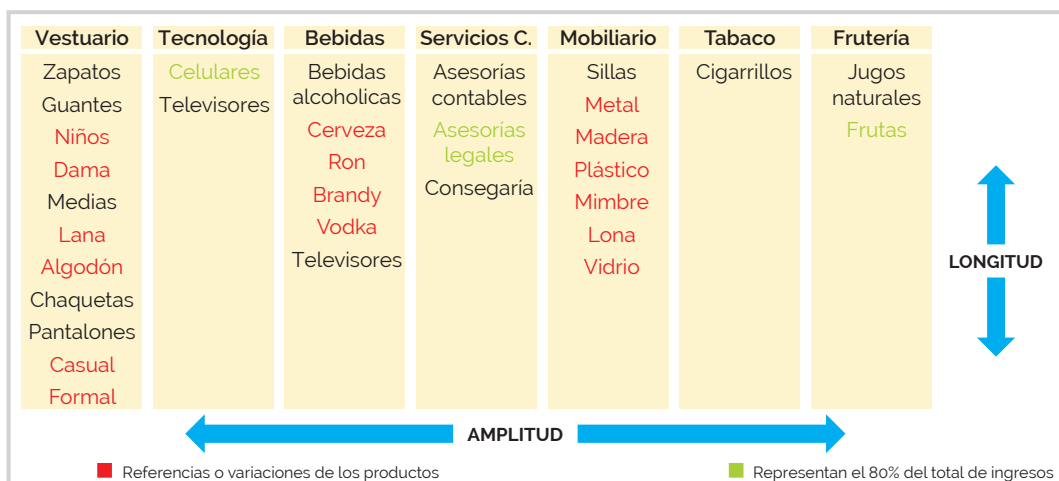 Vestuario
Zapatos
Guantes
Niños
Dama
Medias
Lana
Algodón
Chaquetas
Pantalones
Casual
Formal
Tecnología
Celulares
Televisores
Bebidas
Bebidas
alcoholicas
Cerveza
Ron
Brandy
Vodka
Televisores
Servicios C.
Asesorías
contables
Asesorías
legales
Consegaría
Mobiliario
Sillas
Metal
Madera
Plástico
Mimbre
Lona
Vidrio
Tabaco
Cigarrillos
Frutería
Jugos
naturales
Frutas
LONGITUD
AMPLITUD
Referencias o variaciones de los productos
Representan el 80% del total de ingresos